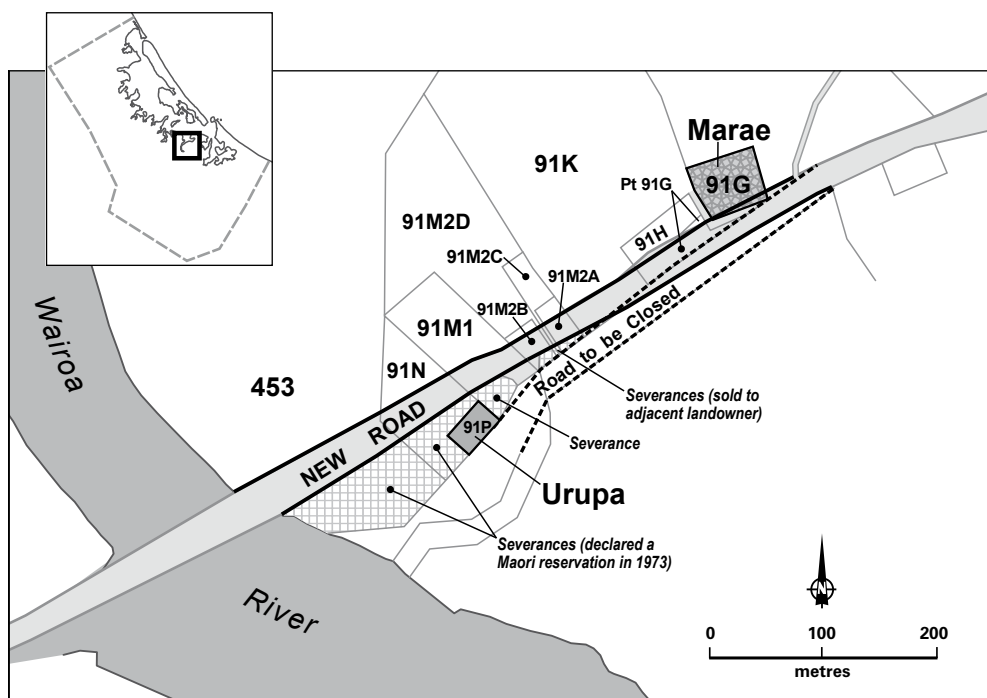 Marae
91G
91K
Pt 91G
91H
91M2D
91M2C
91M2A
91M2B
91M1
91N
453
Wairoa
Road to be Closed
NEW ROAD
Severances (sold to
adjacent landowner)
Severance
91P
Urupa
Severances (declared a
Maori reservation in 1973)
River
0 100 200
metres